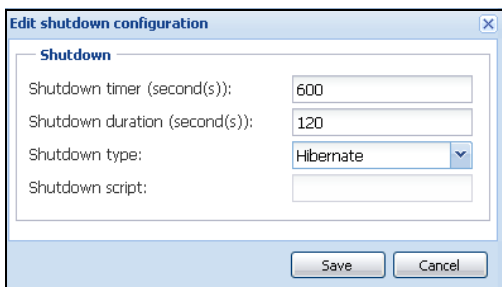 Edit shutdown configuration
Shutdown
Shutdown timer (second(s)): 600
Shutdown duration (second(s)): 120
Shutdown type: Hibernate
Shutdown script:
Save Cancel